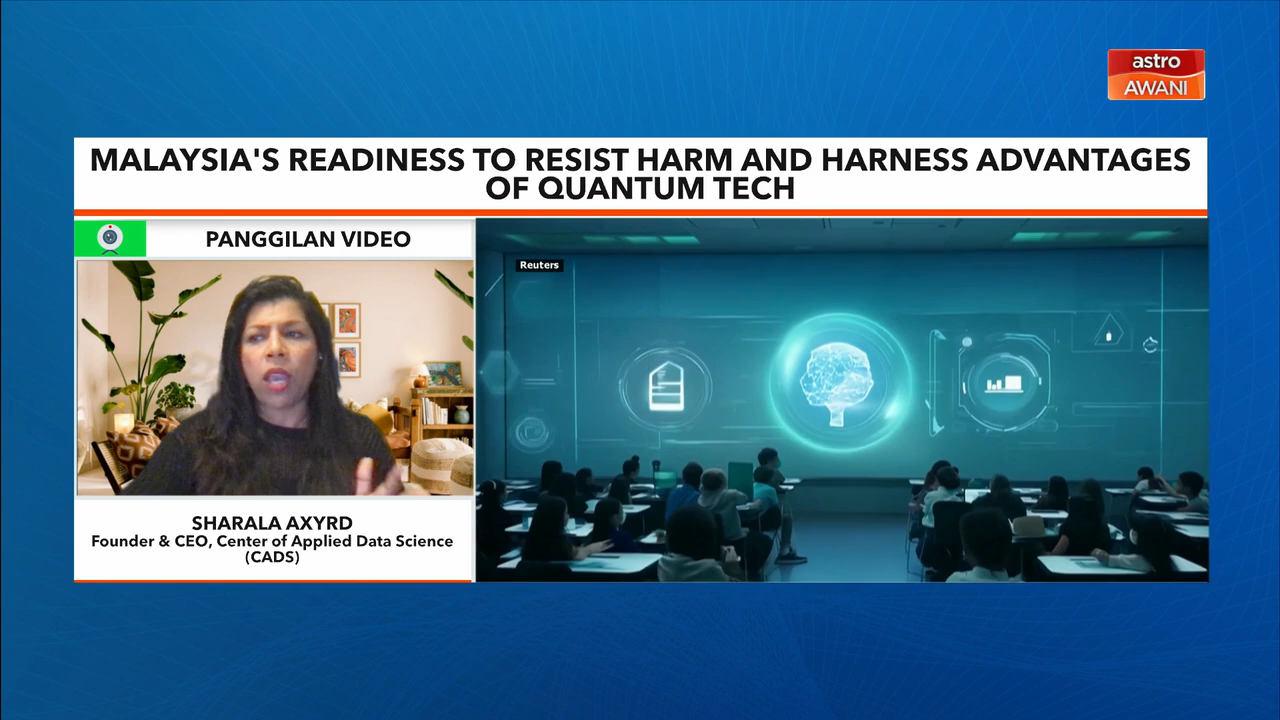 astro
AWANI
MALAYSIA'S READINESS TO RESIST HARM AND HARNESS ADVANTAGES
OF QUANTUM TECH
PANGGILAN VIDEO
Reuters
SHARALA AXYRD
Founder & CEO, Center of Applied Data Science
(CADS)